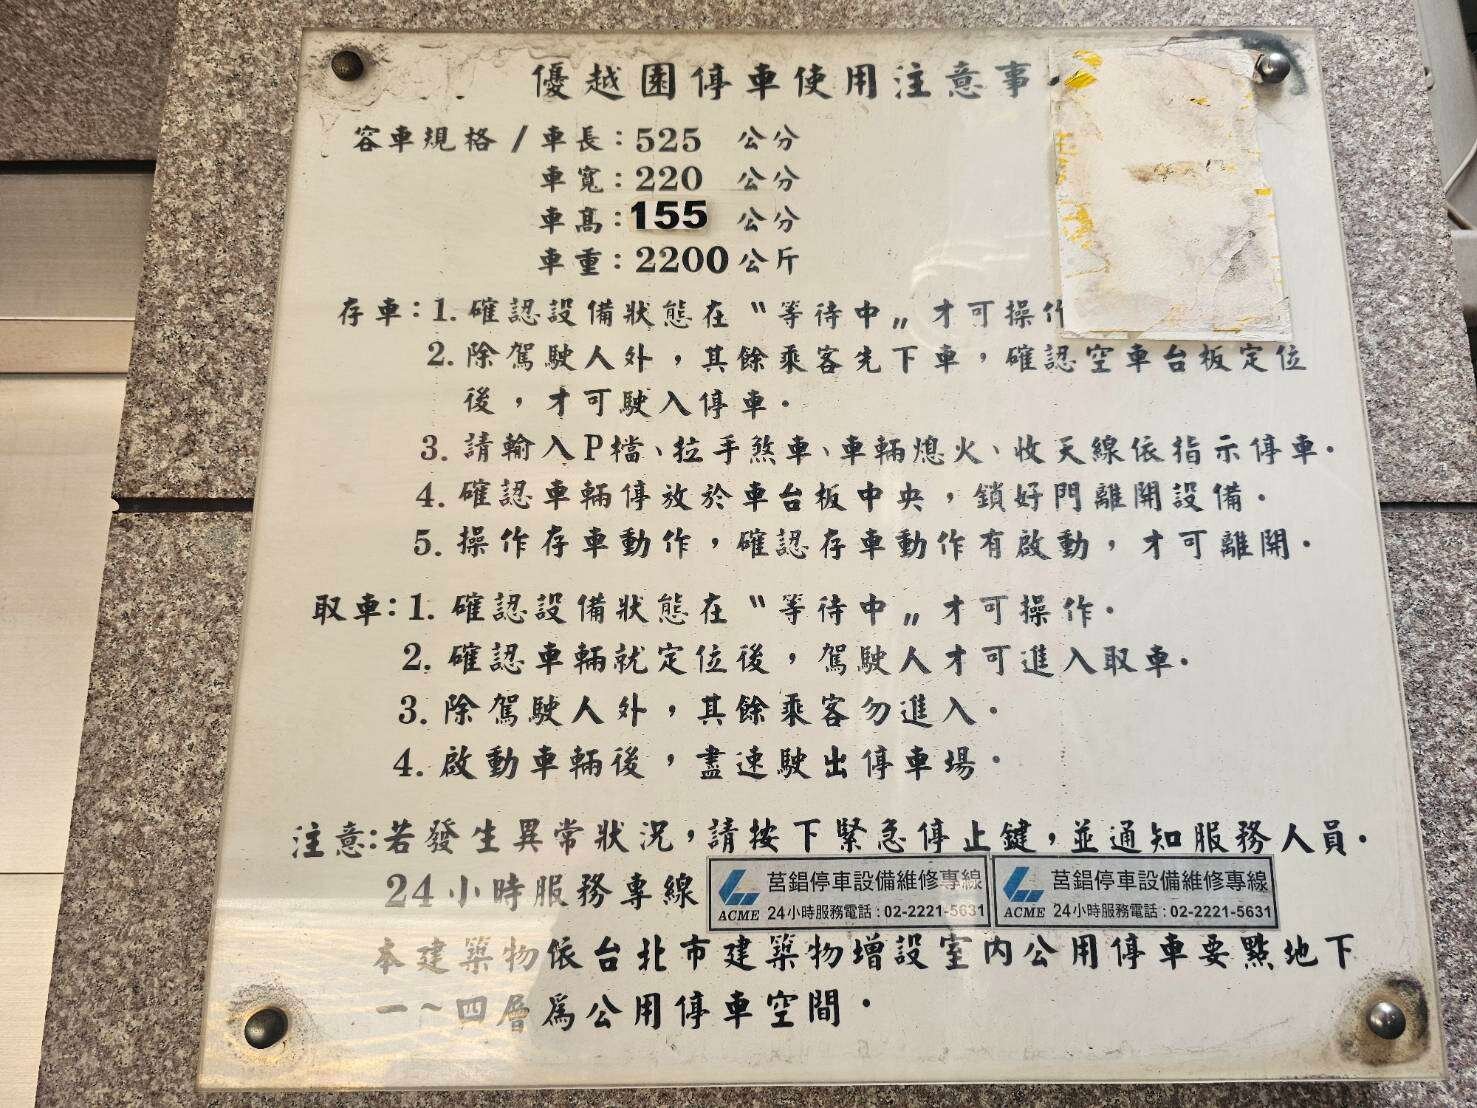 優越園停車使用注意事
容車規格/車長:525 公分
車寬:220 公分
車高:155 公分
車重:2200公斤
存車:1.確認設備狀態在〝等待中〞才可操作
2.除駕駛人外,其餘乘客先下車,確認空車台板定位
後,才可駛入停車。
3.請輸入P檔、拉手煞車、車輛熄火、收天線依指示停車。
4.確認車輛停放於車台板中央,鎖好門離開設備。
5.操作存車動作,確認存車動作有啟動,才可離開。
取車:1.確認設備狀態在〝等待中〞才可操作。
2.確認車輛就定位後,駕駛人才可進入取車。
3.除駕駛人外,其餘乘客勿進入。
4.啟動車輛後,盡速駛出停車場。
注意:若發生異常狀況,請按下緊急停止鍵,並通知服務人員。
24小時服務專線
ACME 莒錩停車設備維修專線
24小時服務電話:02-2221-5631
ACME 莒錩停車設備維修專線
24小時服務電話:02-2221-5631
本建築物依台北市建築物增設室內公用停車要點地下
一~四層為公用停車空間。